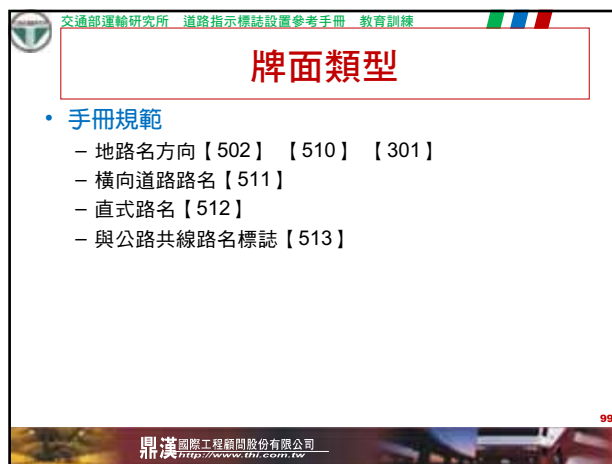 交通部運輸研究所 道路指示標誌設置參考手冊 教育訓練
牌面類型
• 手冊規範
– 地路名方向【502】 【510】 【301】
– 橫向道路路名【511】
– 直式路名【512】
– 與公路共線路名標誌【513】
99
鼎漢國際工程顧問股份有限公司
http://www.thi.com.tw